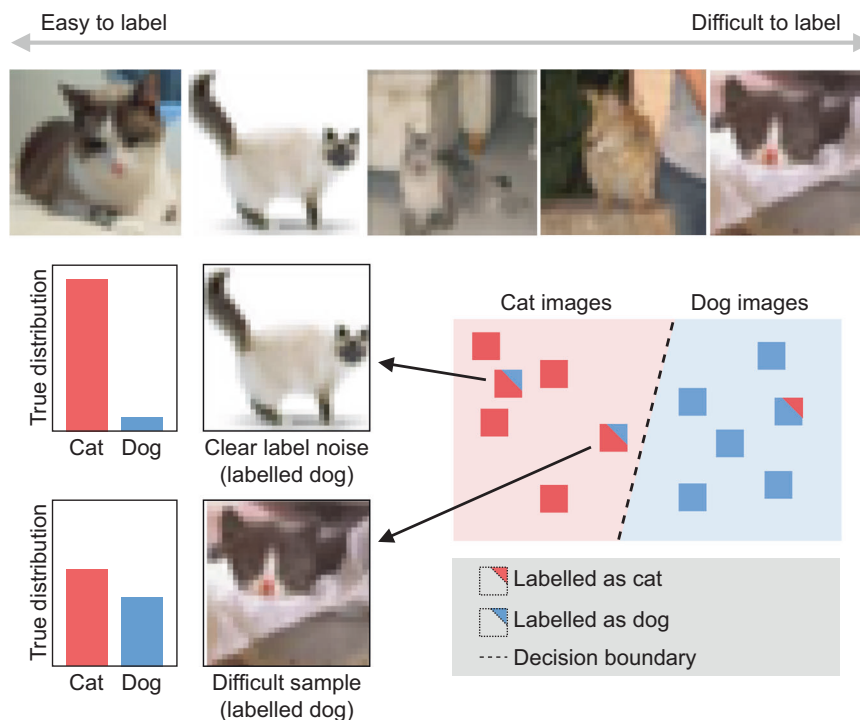 Easy to label
Difficult to label
True distribution
Cat
Dog
Clear label noise
(labelled dog)
Cat images
Dog images
True distribution
Cat
Dog
Difficult sample
(labelled dog)
Labelled as cat
Labelled as dog
Decision boundary